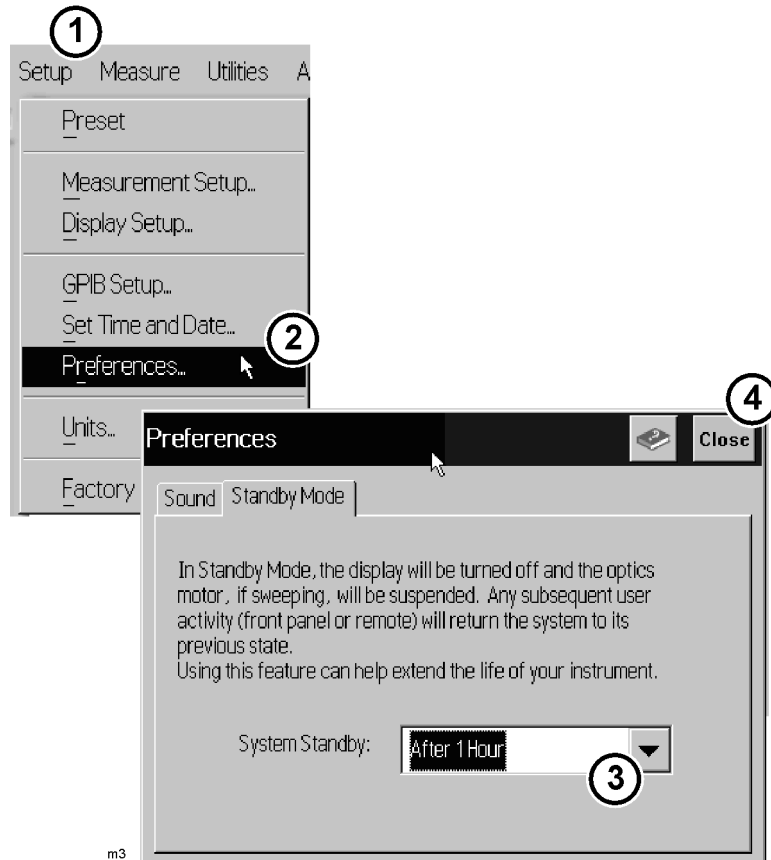 1
Setup Measure Utilities A
Preset
Measurement Setup...
Display Setup...
GPIB Setup...
Set Time and Date...
2
Preferences...
4
Units...
Preferences
Close
Factory
Sound Standby Mode
In Standby Mode, the display will be turned off and the optics
motor, if sweeping, will be suspended. Any subsequent user
activity (front panel or remote) will return the system to its
previous state.
Using this feature can help extend the life of your instrument.
System Standby: After 1 Hour
3
m3